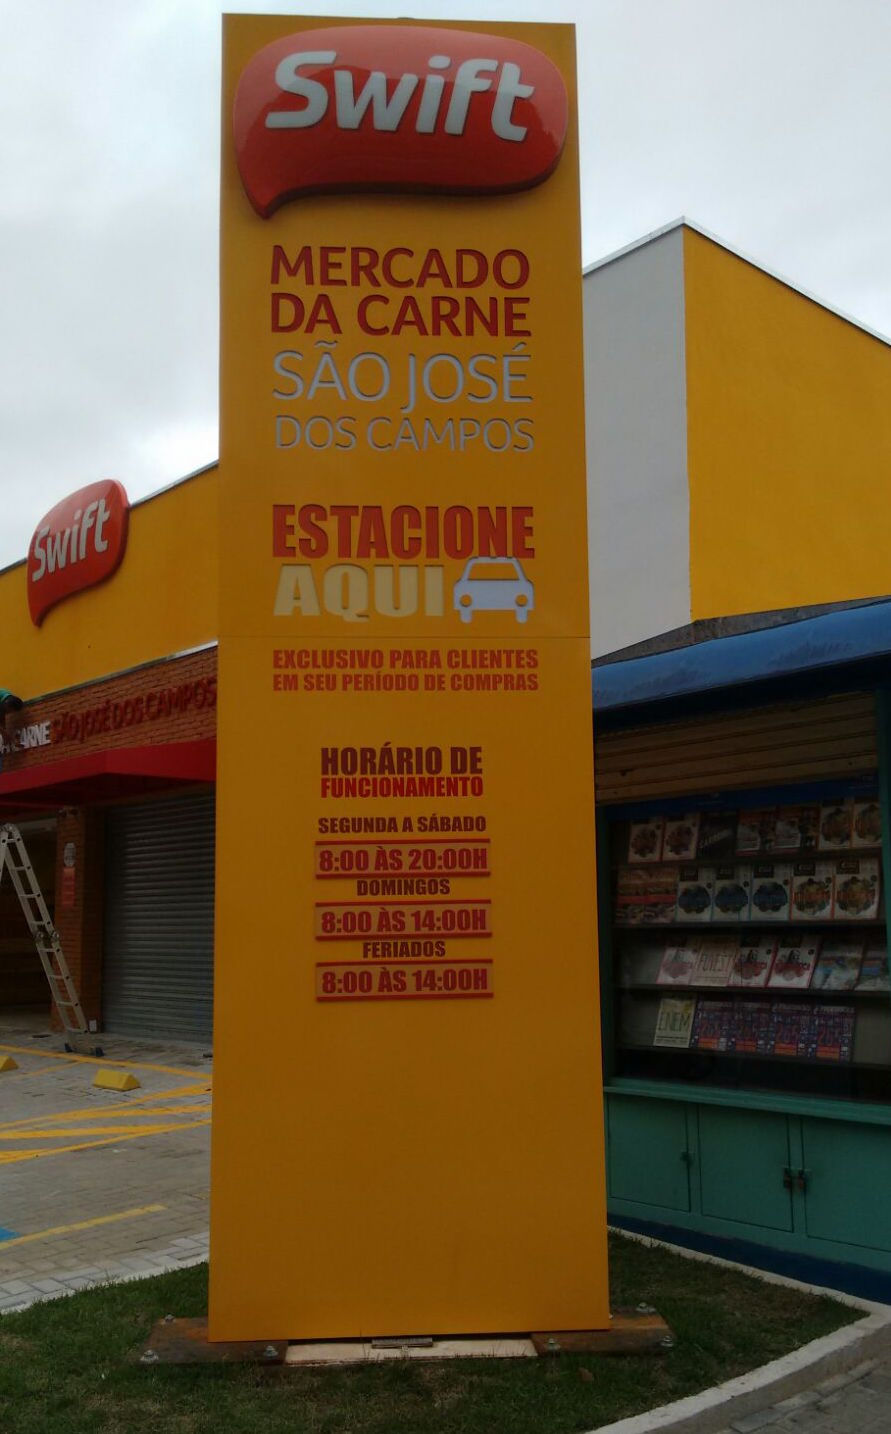 Swift
MERCADO
DA CARNE
SÃO JOSÉ
DOS CAMPOS
ESTACIONE
AQUI
EXCLUSIVO PARA CLIENTES
EM SEU PERÍODO DE COMPRAS
HORÁRIO DE
FUNCIONAMENTO
SEGUNDA A SÁBADO
8:00 ÀS 20:00H
DOMINGOS
8:00 ÀS 14:00H
FERIADOS
8:00 ÀS 14:00H
Swift
CARNE SÃO JOSÉ DOS CAMPOS
ENEM